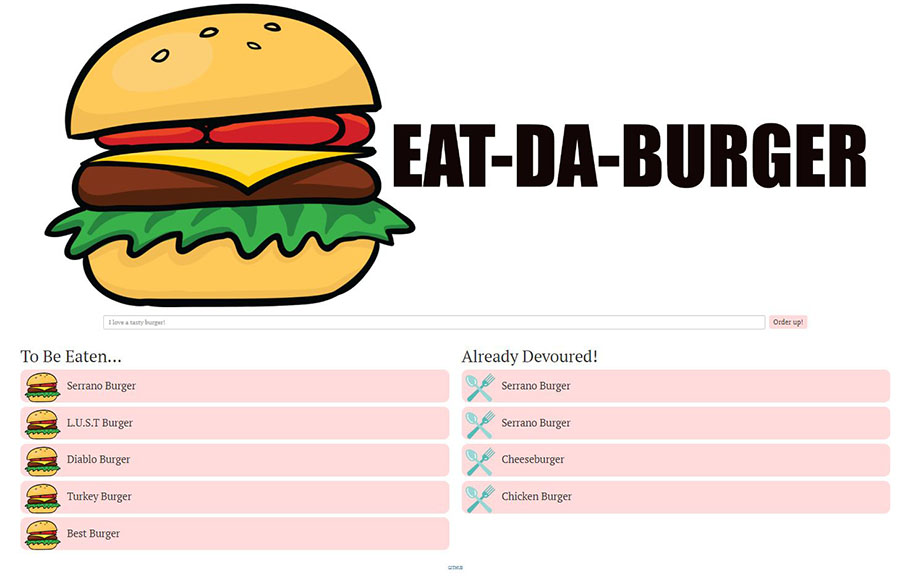 EAT-DA-BURGER
I love a tasty burger!
Order up!
To Be Eaten...
Serrano Burger
L.U.S.T Burger
Diablo Burger
Turkey Burger
Best Burger
Already Devoured!
Serrano Burger
Serrano Burger
Cheeseburger
Chicken Burger